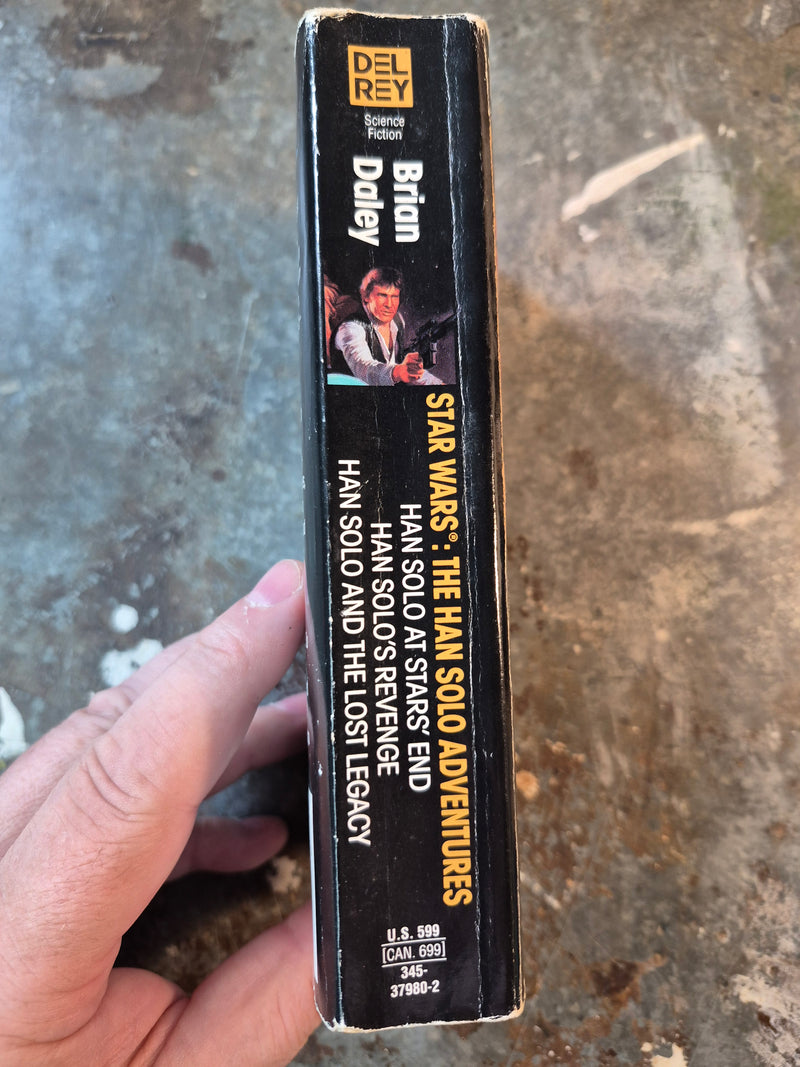 DEL
REY
Science
Fiction
Brian
Daley
STAR WARS®: THE HAN SOLO ADVENTURES
HAN SOLO AT STARS' END
HAN SOLO'S REVENGE
HAN SOLO AND THE LOST LEGACY
U.S. 599
[CAN. 699]
345-
37980-2